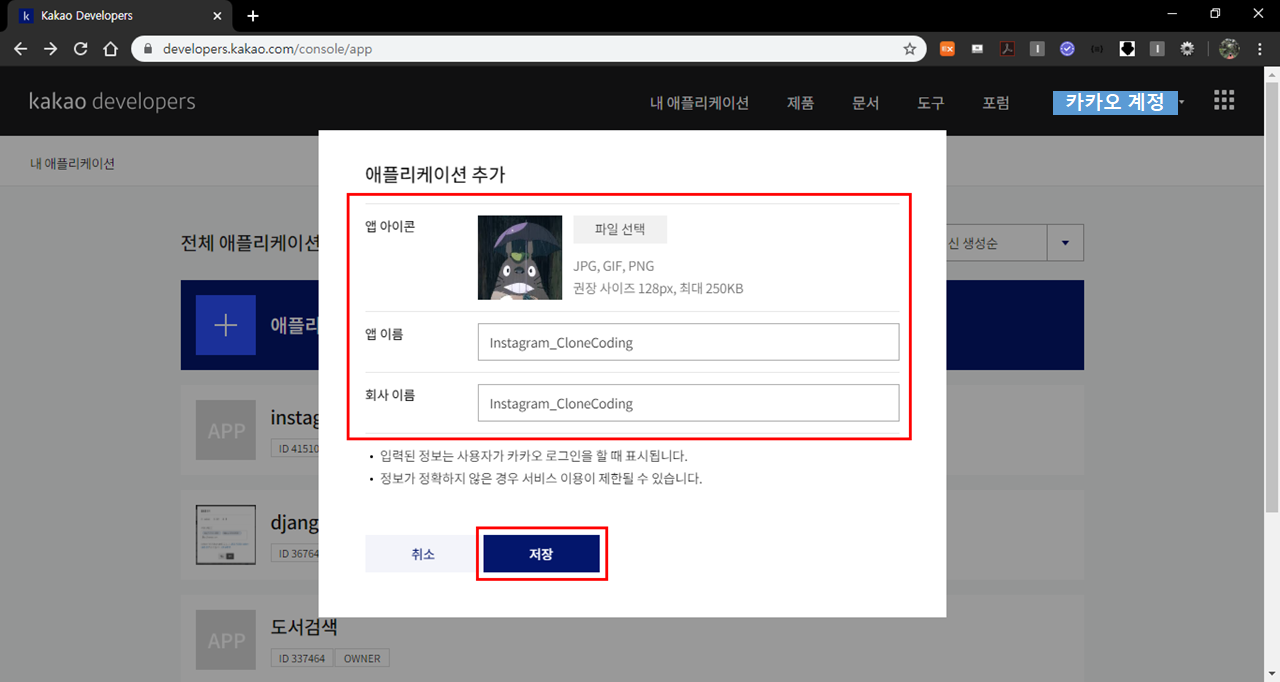 Kakao Developers
developers.kakao.com/console/app
kakao developers
내 애플리케이션 제품 문서 도구 포럼 카카오 계정
내 애플리케이션
애플리케이션 추가
전체 애플리케이션
신 생성순
앱 아이콘
파일 선택
JPG, GIF, PNG
권장 사이즈 128px, 최대 250KB
애플리
앱 이름
Instagram_CloneCoding
회사 이름
Instagram_CloneCoding
APP
instag
ID 41510
입력된 정보는 사용자가 카카오 로그인을 할 때 표시됩니다.
정보가 정확하지 않은 경우 서비스 이용이 제한될 수 있습니다.
djang
ID 36764
취소
저장
APP
도서검색
ID 337464 OWNER